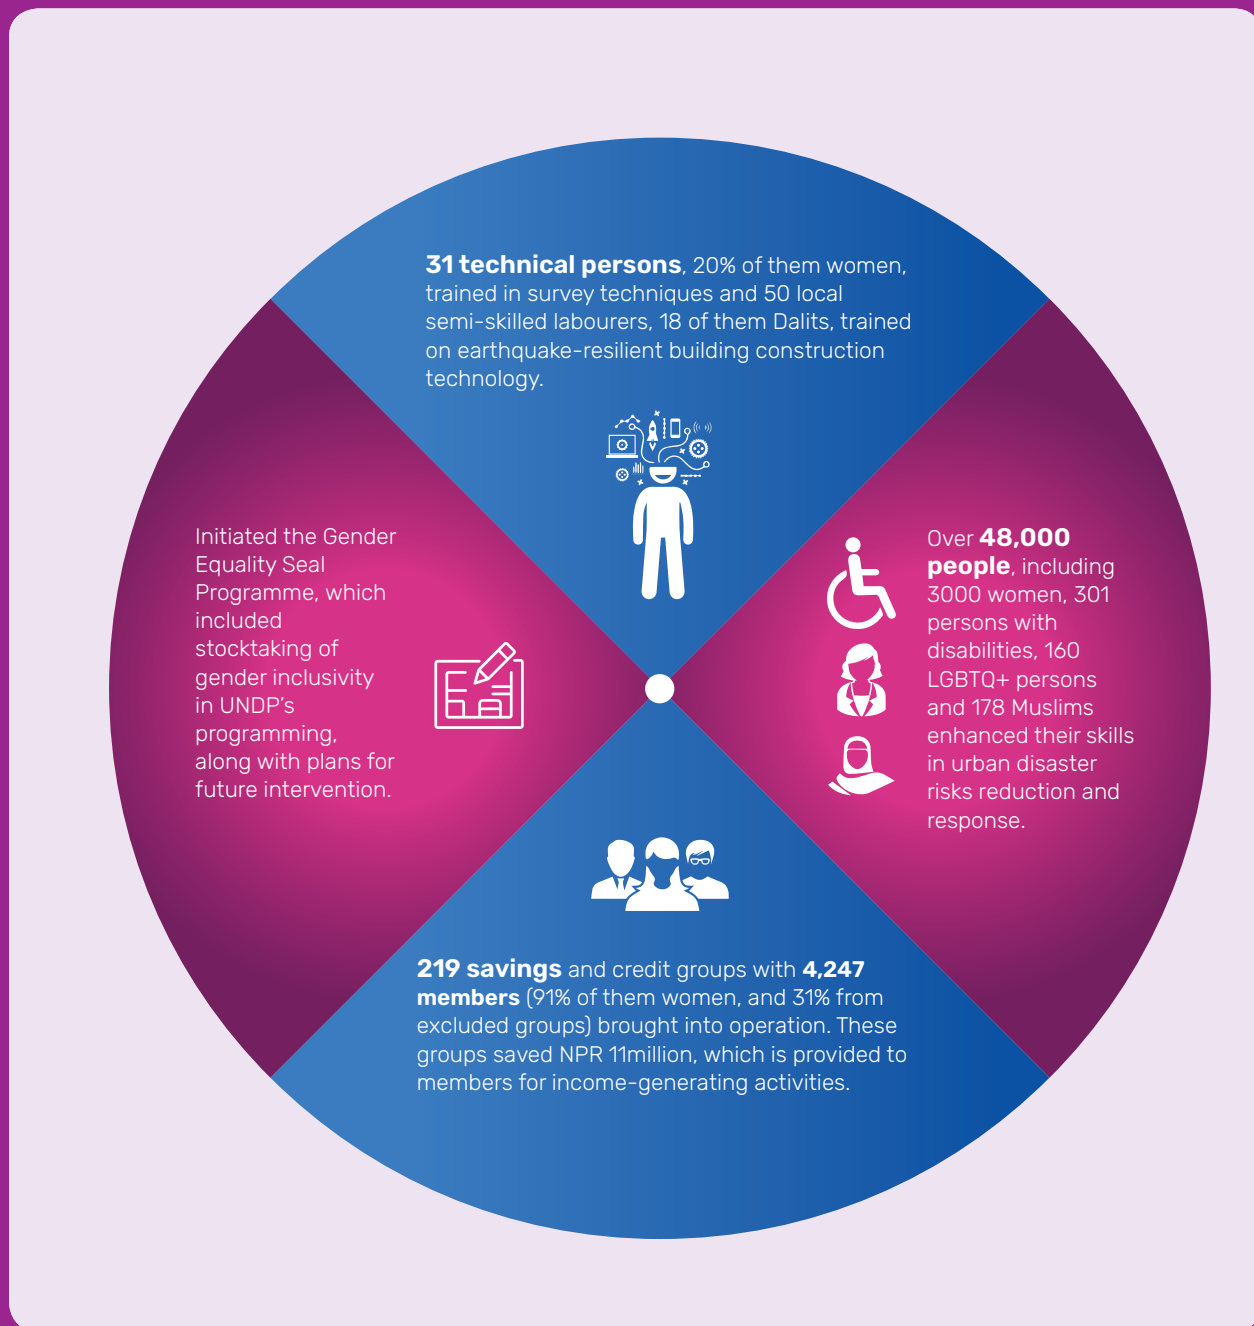 31 technical persons, 20% of them women,
trained in survey techniques and 50 local
semi-skilled labourers, 18 of them Dalits, trained
on earthquake-resilient building construction
technology.
Initiated the Gender
Equality Seal
Programme, which
included
stocktaking of
gender inclusivity
in UNDP’s
programming,
along with plans for
future intervention.
Over 48,000
people, including
3000 women, 301
persons with
disabilities, 160
LGBTQ+ persons
and 178 Muslims
enhanced their skills
in urban disaster
risks reduction and
response.
219 savings and credit groups with 4,247
members (91% of them women, and 31% from
excluded groups) brought into operation. These
groups saved NPR 11million, which is provided to
members for income-generating activities.